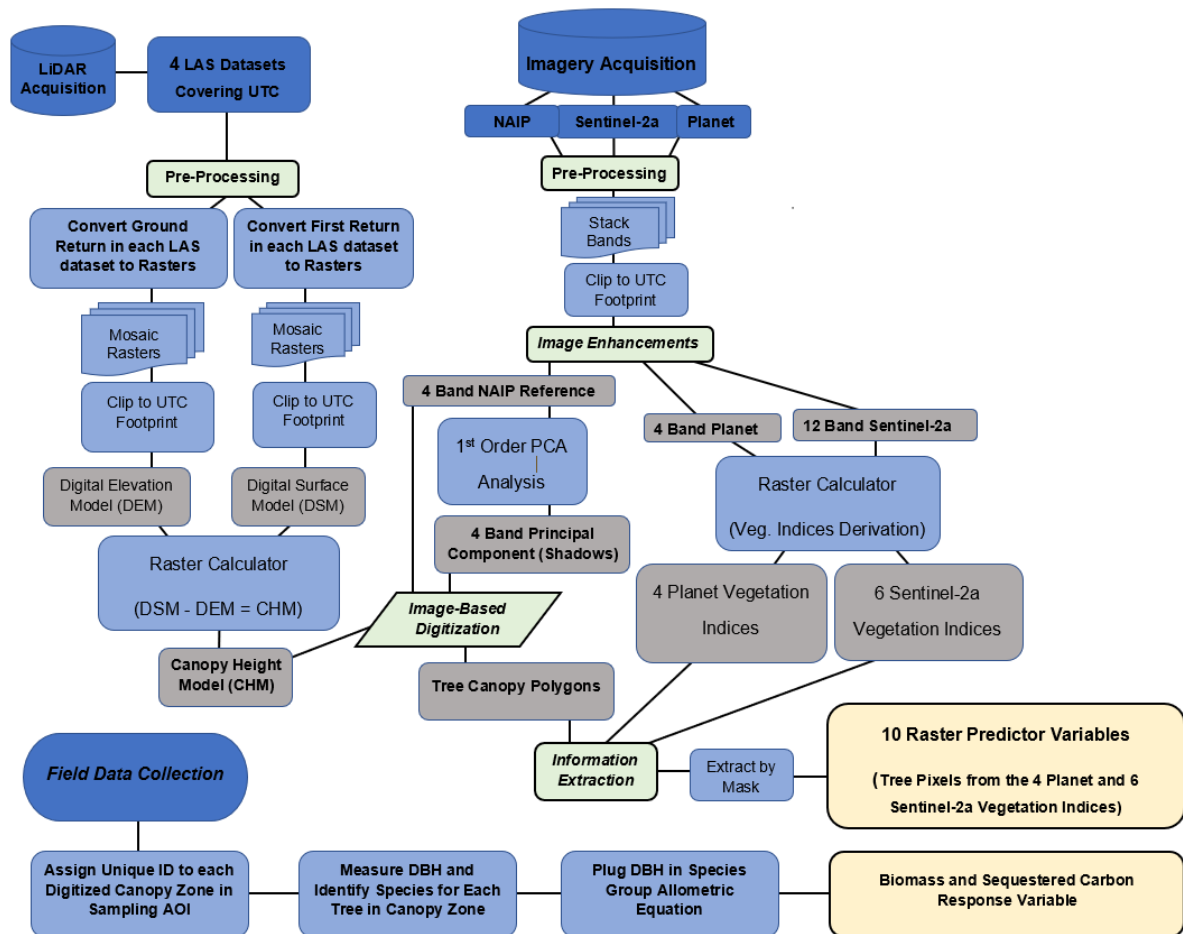 LiDAR
Acquisition
4 LAS Datasets
Covering UTC
Pre-Processing
Convert Ground
Return in each LAS
dataset to Rasters
Convert First Return
in each LAS dataset
to Rasters
Mosaic
Rasters
Mosaic
Rasters
Clip to UTC
Footprint
Clip to UTC
Footprint
Digital Elevation
Model (DEM)
Digital Surface
Model (DSM)
Raster Calculator
(DSM - DEM = CHM)
Canopy Height
Model (CHM)
Imagery Acquisition
NAIP
Sentinel-2a
Planet
Pre-Processing
Stack
Bands
Clip to UTC
Footprint
Image Enhancements
4 Band NAIP Reference
4 Band Planet
12 Band Sentinel-2a
1st Order PCA
Analysis
4 Band Principal
Component (Shadows)
Raster Calculator
(Veg. Indices Derivation)
Image-Based
Digitization
4 Planet Vegetation
Indices
6 Sentinel-2a
Vegetation Indices
Tree Canopy Polygons
Information
Extraction
Extract by
Mask
10 Raster Predictor Variables
(Tree Pixels from the 4 Planet and 6
Sentinel-2a Vegetation Indices)
Field Data Collection
Assign Unique ID to each
Digitized Canopy Zone in
Sampling AOI
Measure DBH and
Identify Species for Each
Tree in Canopy Zone
Plug DBH in Species
Group Allometric
Equation
Biomass and Sequestered Carbon
Response Variable